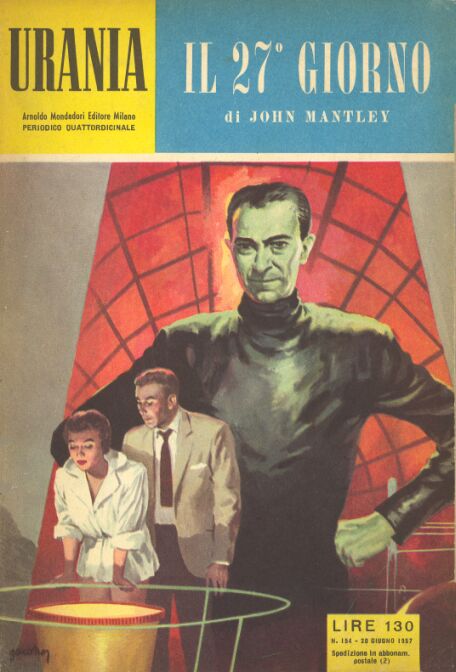 URANIA
Arnoldo Mondadori Editore Milano
PERIODICO QUATTORDICINALE
IL 27° GIORNO
di JOHN MANTLEY
LIRE 130
N. 154 - 20 GIUGNO 1957
Spedizione in abbonam.
postale (2)